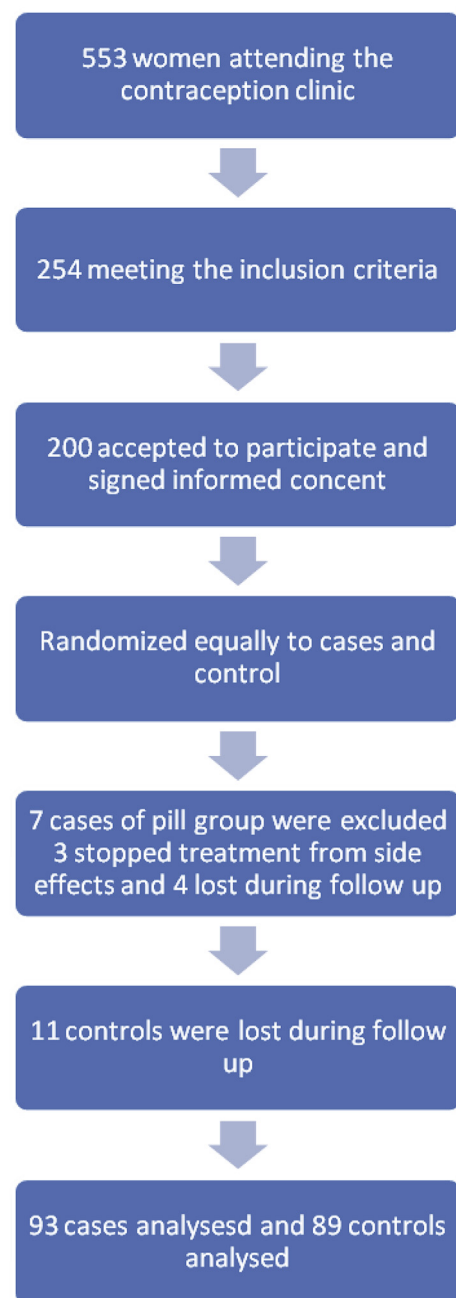 553 women attending the
contraception clinic
254 meeting the inclusion criteria
200 accepted to participate and
signed informed concent
Randomized equally to cases and
control
7 cases of pill group were excluded
3 stopped treatment from side
effects and 4 lost during follow up
11 controls were lost during follow
up
93 cases analysesd and 89 controls
analysed